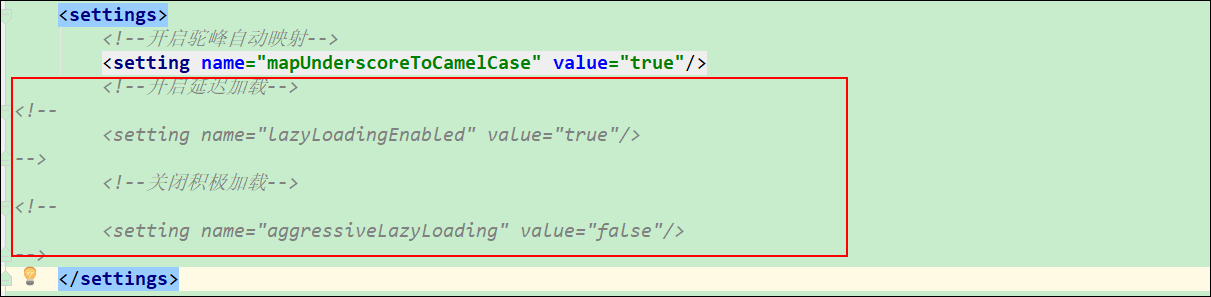 <settings>
<!--开启驼峰自动映射-->
<setting name="mapUnderscoreToCamelCase" value="true"/>
<!--开启延迟加载-->
<!--
<setting name="lazyLoadingEnabled" value="true"/>
-->
<!--关闭积极加载-->
<!--
<setting name="aggressiveLazyLoading" value="false"/>
-->
</settings>